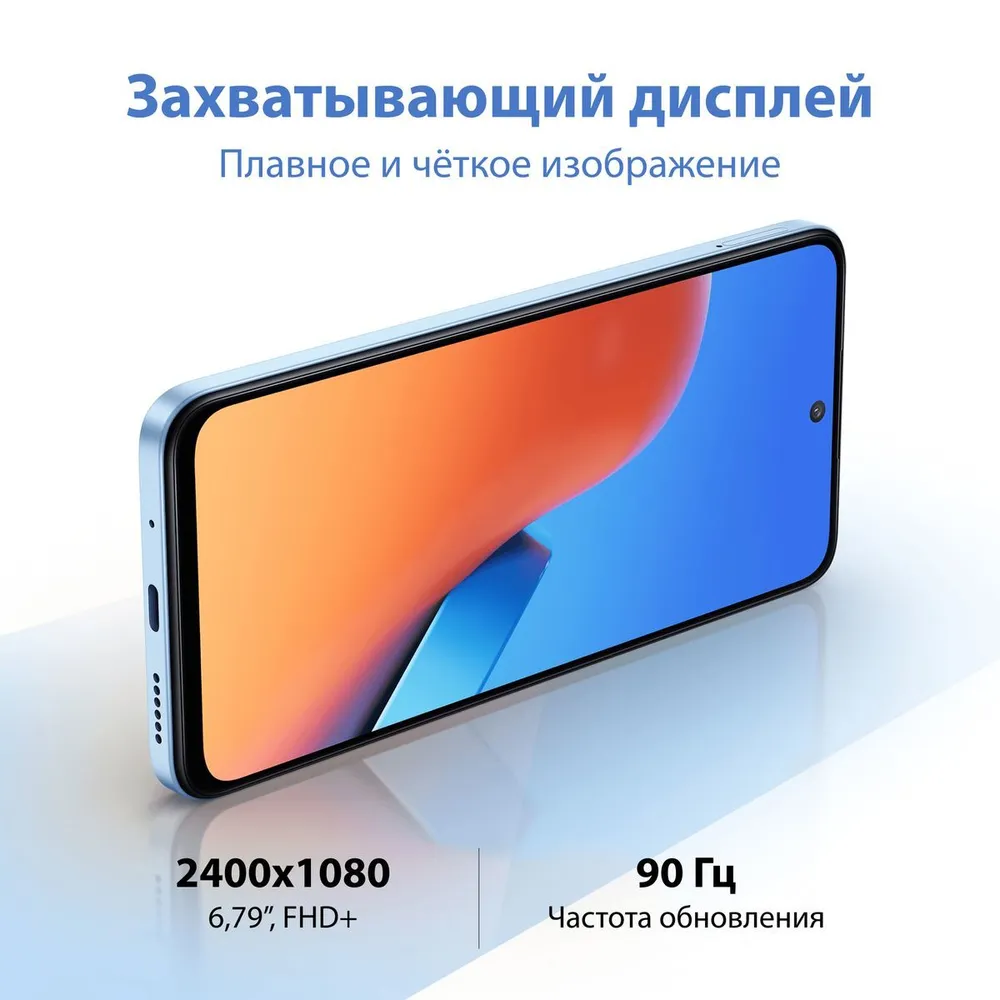 Захватывающий дисплей
Плавное и чёткое изображение
2400x1080
6,79”, FHD+
90 Гц
Частота обновления